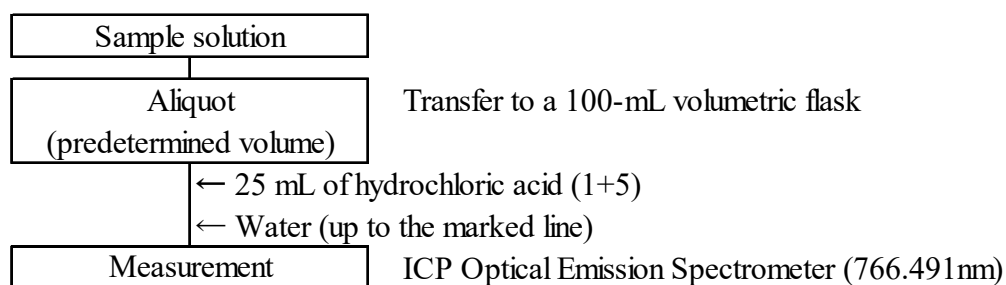 Sample solution
Aliquot
(predetermined volume)
Transfer to a 100-mL volumetric flask
← 25 mL of hydrochloric acid (1+5)
← Water (up to the marked line)
Measurement
ICP Optical Emission Spectrometer (766.491nm)